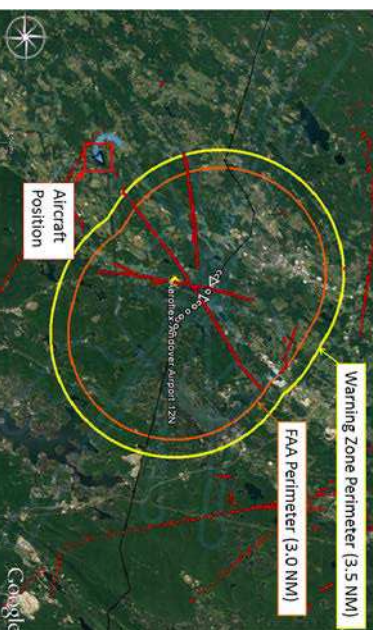 Warning Zone Perimeter (3.5 NM)
FAA Perimeter (3.0 NM)
Aeroflex Andover Airport 12N
Aircraft
Position
Google